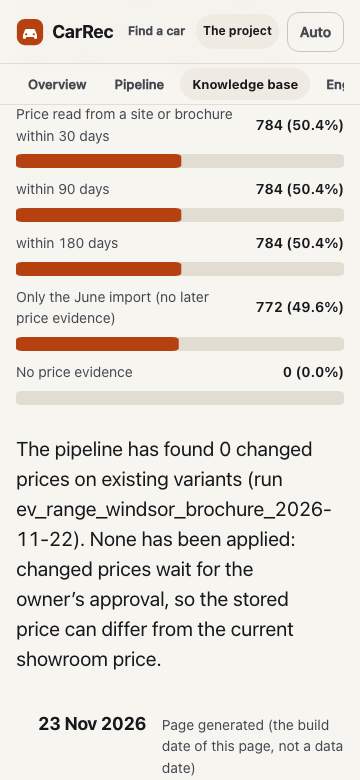 CarRec Find a car The project Auto
Overview Pipeline Knowledge base
Price read from a site or brochure
within 30 days 784 (50.4%)
within 90 days 784 (50.4%)
within 180 days 784 (50.4%)
Only the June import (no later
price evidence) 772 (49.6%)
No price evidence 0 (0.0%)
The pipeline has found 0 changed
prices on existing variants (run
ev_range_windsor_brochure_2026-
11-22). None has been applied:
changed prices wait for the
owner’s approval, so the stored
price can differ from the current
showroom price.
23 Nov 2026 Page generated (the build
date of this page, not a data
date)